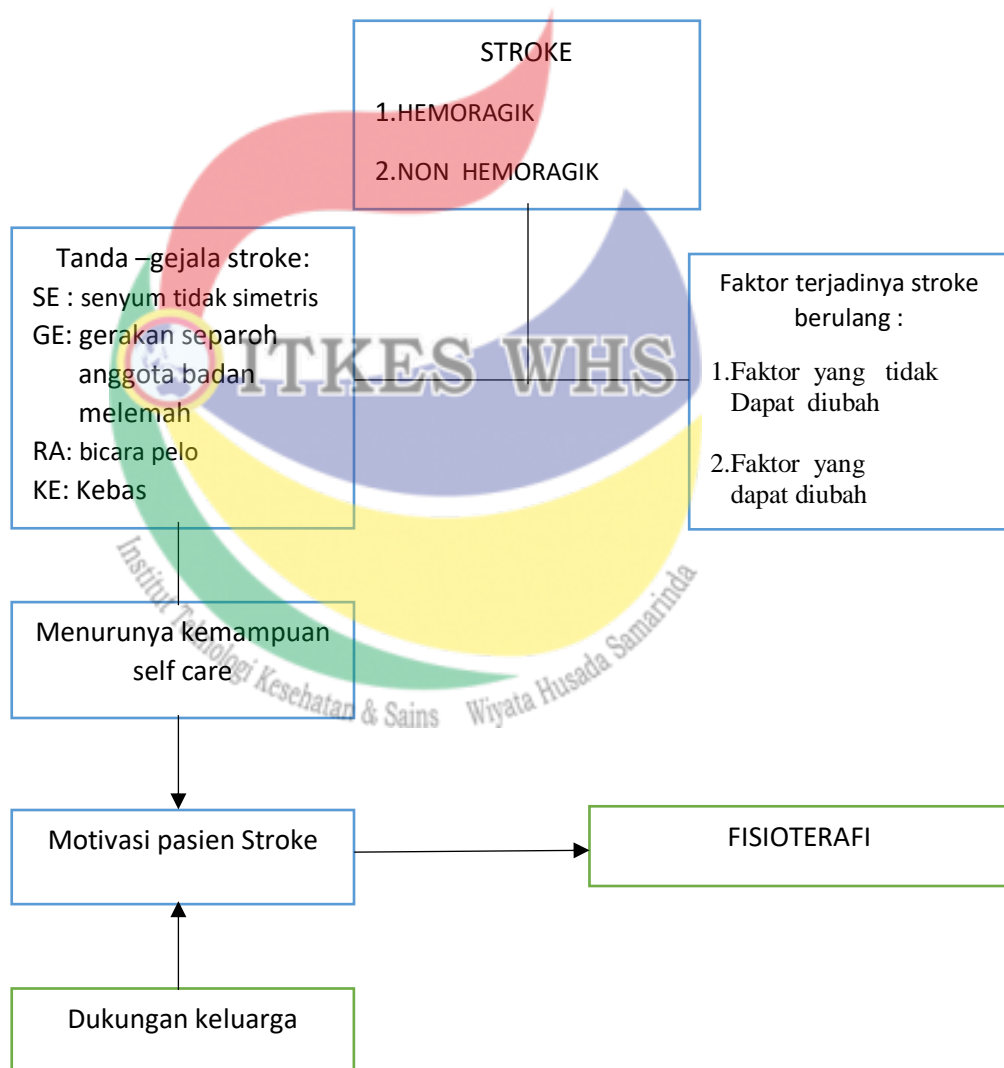 STROKE
1.HEMORAGIK
2.NON HEMORAGIK
Tanda –gejala stroke:
SE : senyum tidak simetris
GE: gerakan separoh
anggota badan
melemah
RA: bicara pelo
KE: Kebas
Faktor terjadinya stroke
berulang :
1.Faktor yang tidak
Dapat diubah
2.Faktor yang
dapat diubah
ITKES WHS
Institut Teknologi Kesehatan & Sains Wiyata Husada Samarinda
Menurunya kemampuan
self care
Motivasi pasien Stroke
FISIOTERAFI
Dukungan keluarga